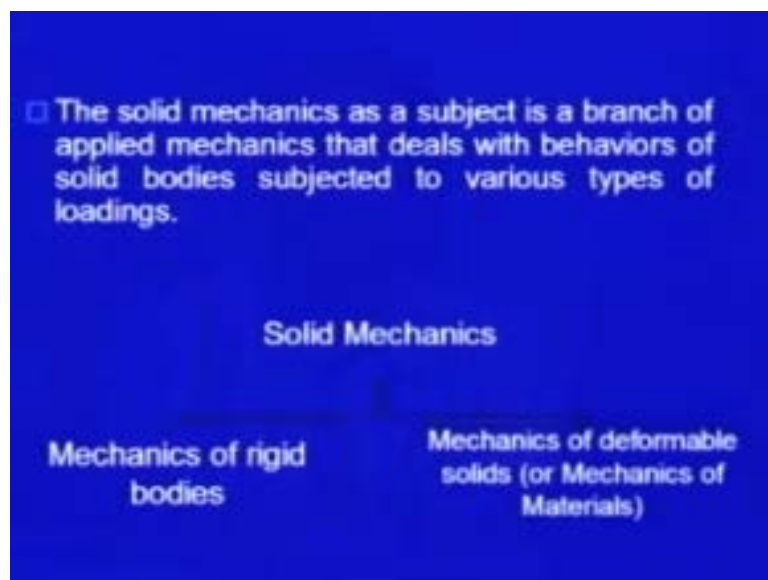 The solid mechanics as a subject is a branch of
applied mechanics that deals with behaviors of
solid bodies subjected to various types of
loadings.
Solid Mechanics
Mechanics of rigid
bodies
Mechanics of deformable
solids (or Mechanics of
Materials)